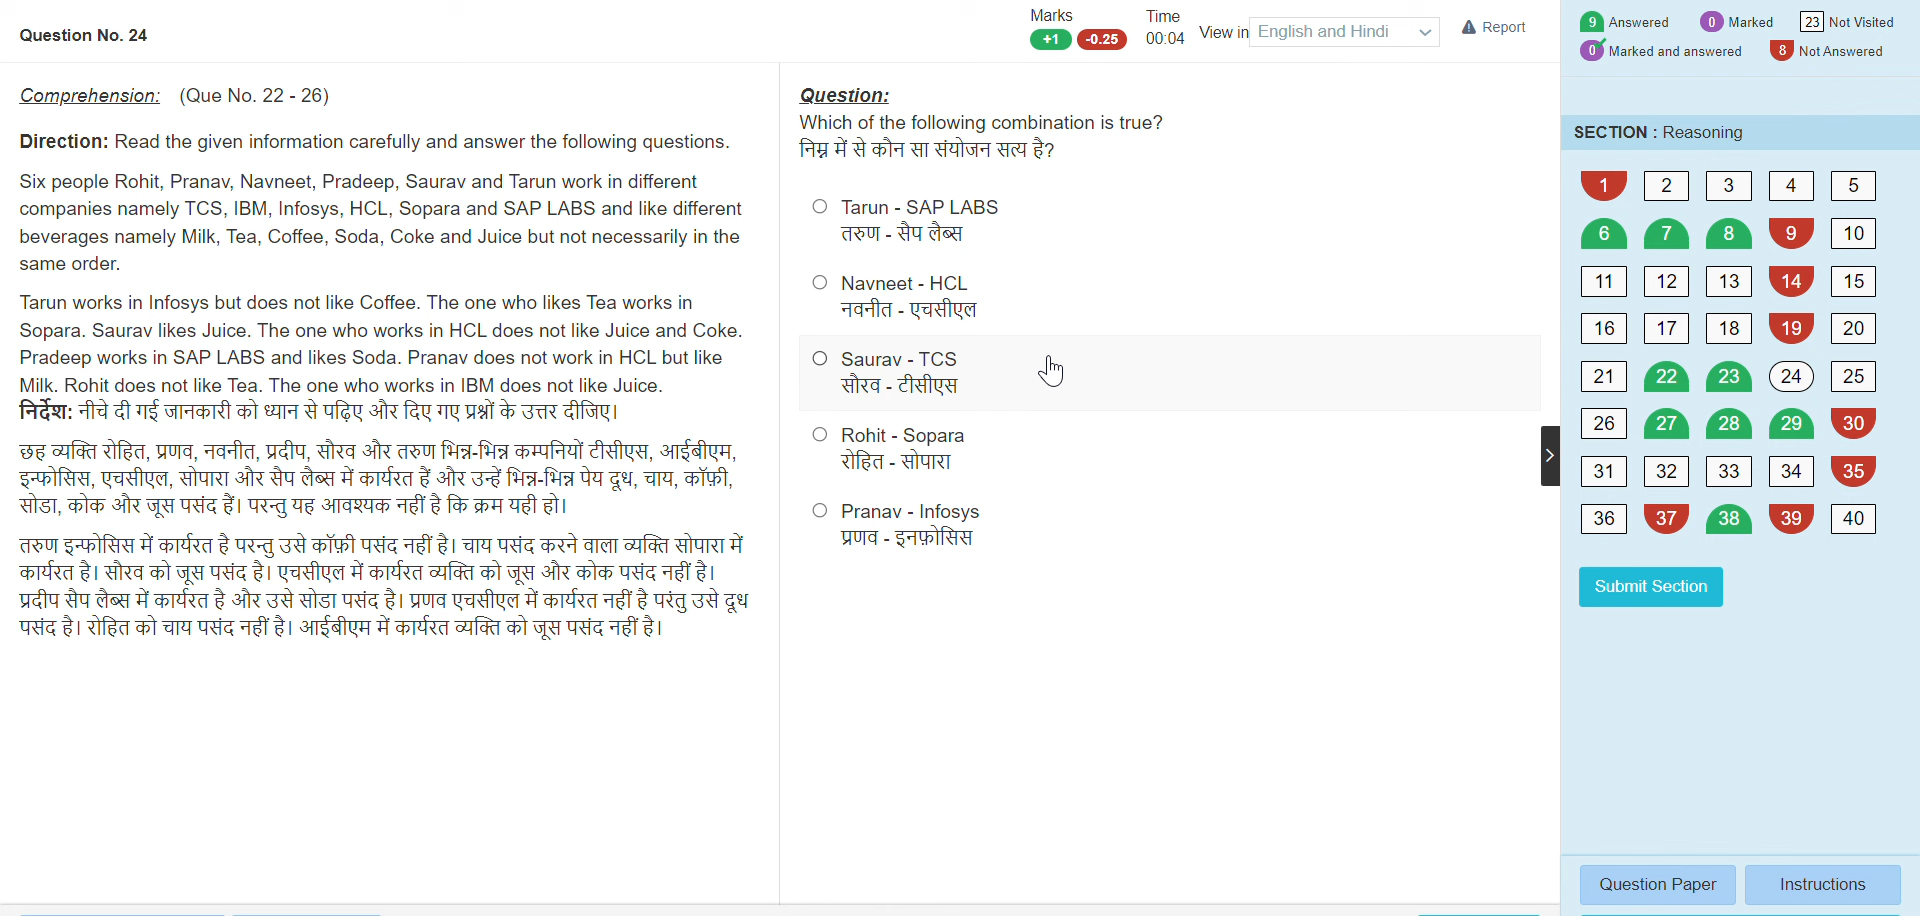 Question No. 24
Marks
+1 -0.25
Time
00:04
View in English and Hindi
Report
Comprehension: (Que No. 22 - 26)
Direction: Read the given information carefully and answer the following questions.
Six people Rohit, Pranav, Navneet, Pradeep, Saurav and Tarun work in different
companies namely TCS, IBM, Infosys, HCL, Sopara and SAP LABS and like different
beverages namely Milk, Tea, Coffee, Soda, Coke and Juice but not necessarily in the
same order.
Tarun works in Infosys but does not like Coffee. The one who likes Tea works in
Sopara. Saurav likes Juice. The one who works in HCL does not like Juice and Coke.
Pradeep works in SAP LABS and likes Soda. Pranav does not work in HCL but like
Milk. Rohit does not like Tea. The one who works in IBM does not like Juice.
निर्देश: नीचे दी गई जानकारी को ध्यान से पढ़िए और दिए गए प्रश्नों के उत्तर दीजिए।
छह व्यक्ति रोहित, प्रणव, नवनीत, प्रदीप, सौरव और तरुण भिन्न-भिन्न कम्पनियों टीसीएस, आईबीएम,
इन्फोसिस, एचसीएल, सोपारा और सैप लैब्स में कार्यरत हैं और उन्हें भिन्न-भिन्न पेय दूध, चाय, कॉफ़ी,
सोडा, कोक और जूस पसंद हैं। परन्तु यह आवश्यक नहीं है कि क्रम यही हो।
तरुण इन्फोसिस में कार्यरत है परन्तु उसे कॉफ़ी पसंद नहीं है। चाय पसंद करने वाला व्यक्ति सोपारा में
कार्यरत है। सौरव को जूस पसंद है। एचसीएल में कार्यरत व्यक्ति को जूस और कोक पसंद नहीं है।
प्रदीप सैप लैब्स में कार्यरत है और उसे सोडा पसंद है। प्रणव एचसीएल में कार्यरत नहीं है परंतु उसे दूध
पसंद है। रोहित को चाय पसंद नहीं है। आईबीएम में कार्यरत व्यक्ति को जूस पसंद नहीं है।
Question:
Which of the following combination is true?
निम्न में से कौन सा संयोजन सत्य है?
Tarun - SAP LABS
तरुण - सैप लैब्स
Navneet - HCL
नवनीत - एचसीएल
Saurav - TCS
सौरव - टीसीएस
Rohit - Sopara
रोहित - सोपारा
Pranav - Infosys
प्रणव - इनफ़ोसिस
9 Answered 0 Marked 23 Not Visited
0 Marked and answered 8 Not Answered
SECTION : Reasoning
1 2 3 4 5
6 7 8 9 10
11 12 13 14 15
16 17 18 19 20
21 22 23 24 25
26 27 28 29 30
31 32 33 34 35
36 37 38 39 40
Submit Section
Question Paper Instructions